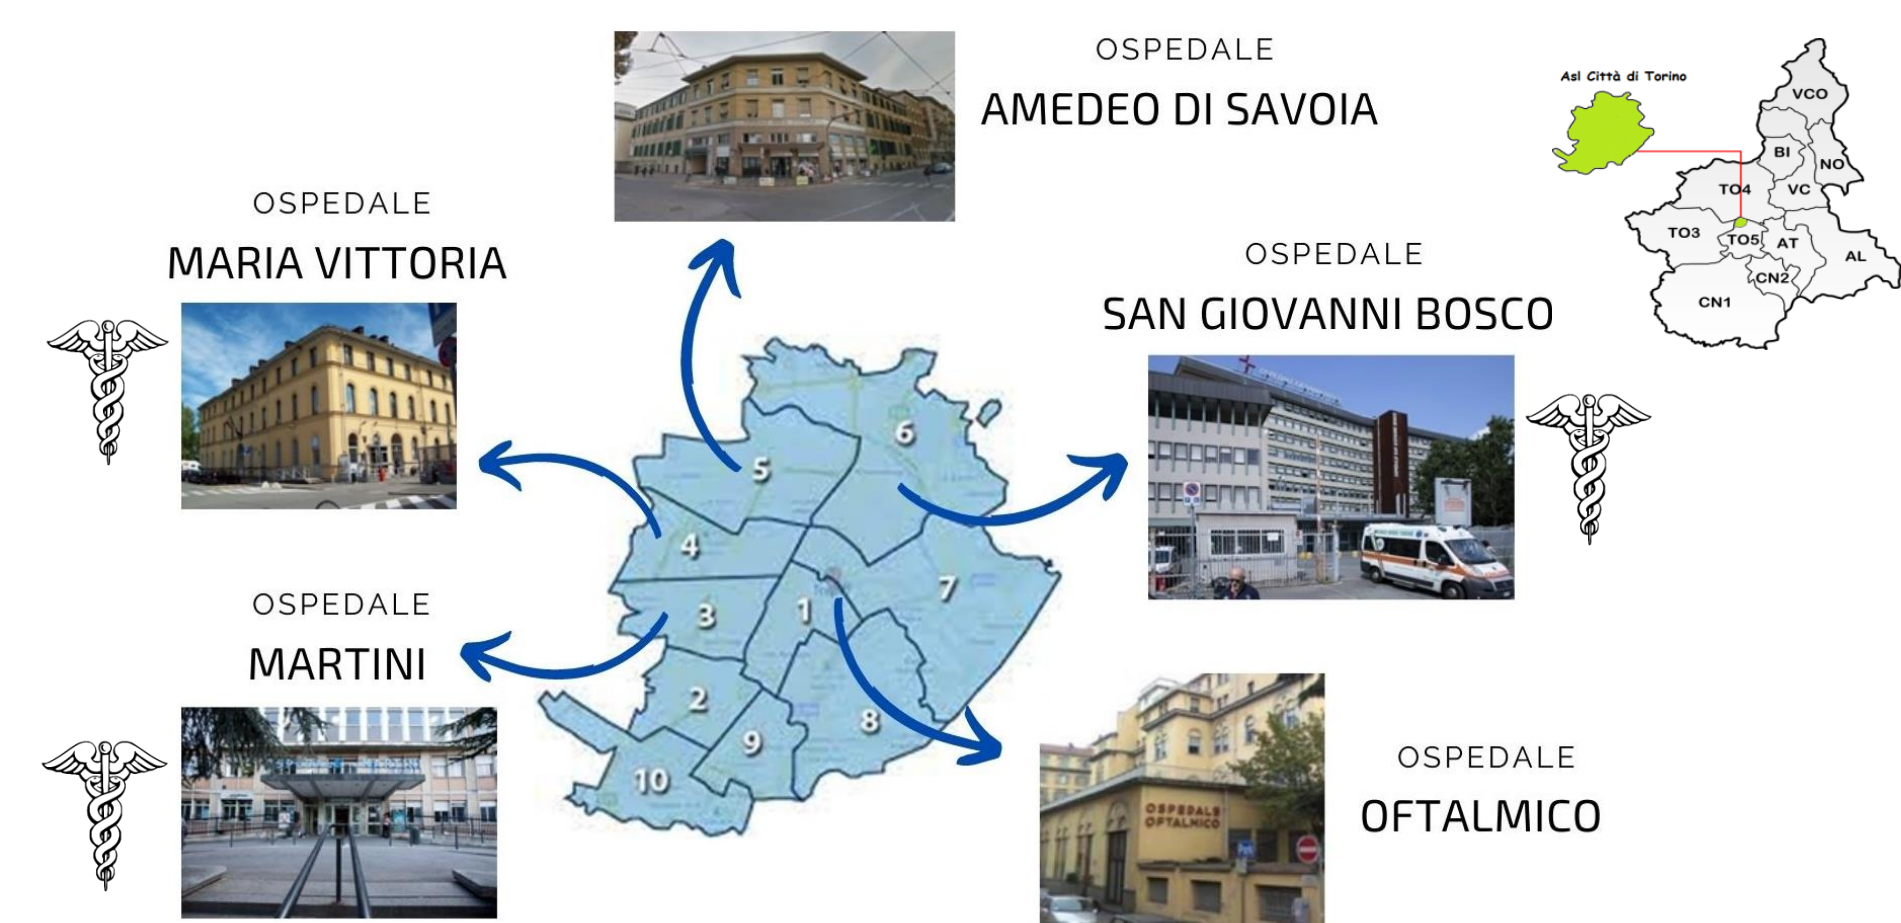 OSPEDALE
AMEDEO DI SAVOIA
Asl Città di Torino
VCO
BI
NO
TO4
VC
TO3
TO5
AT
AL
CN2
CN1
OSPEDALE
MARIA VITTORIA
OSPEDALE
SAN GIOVANNI BOSCO
6
5
4
7
3
1
2
8
9
10
OSPEDALE
MARTINI
OSPEDALE
OFTALMICO
OSPEDALE
OFTALMICO